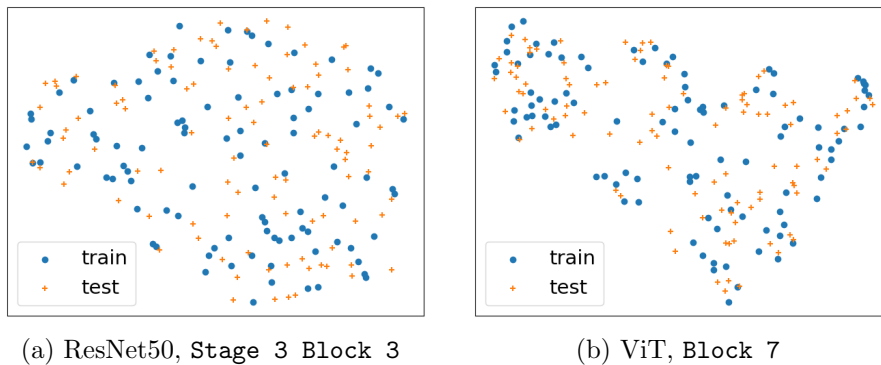 train
test
train
test
(a) ResNet50, Stage 3 Block 3
(b) ViT, Block 7